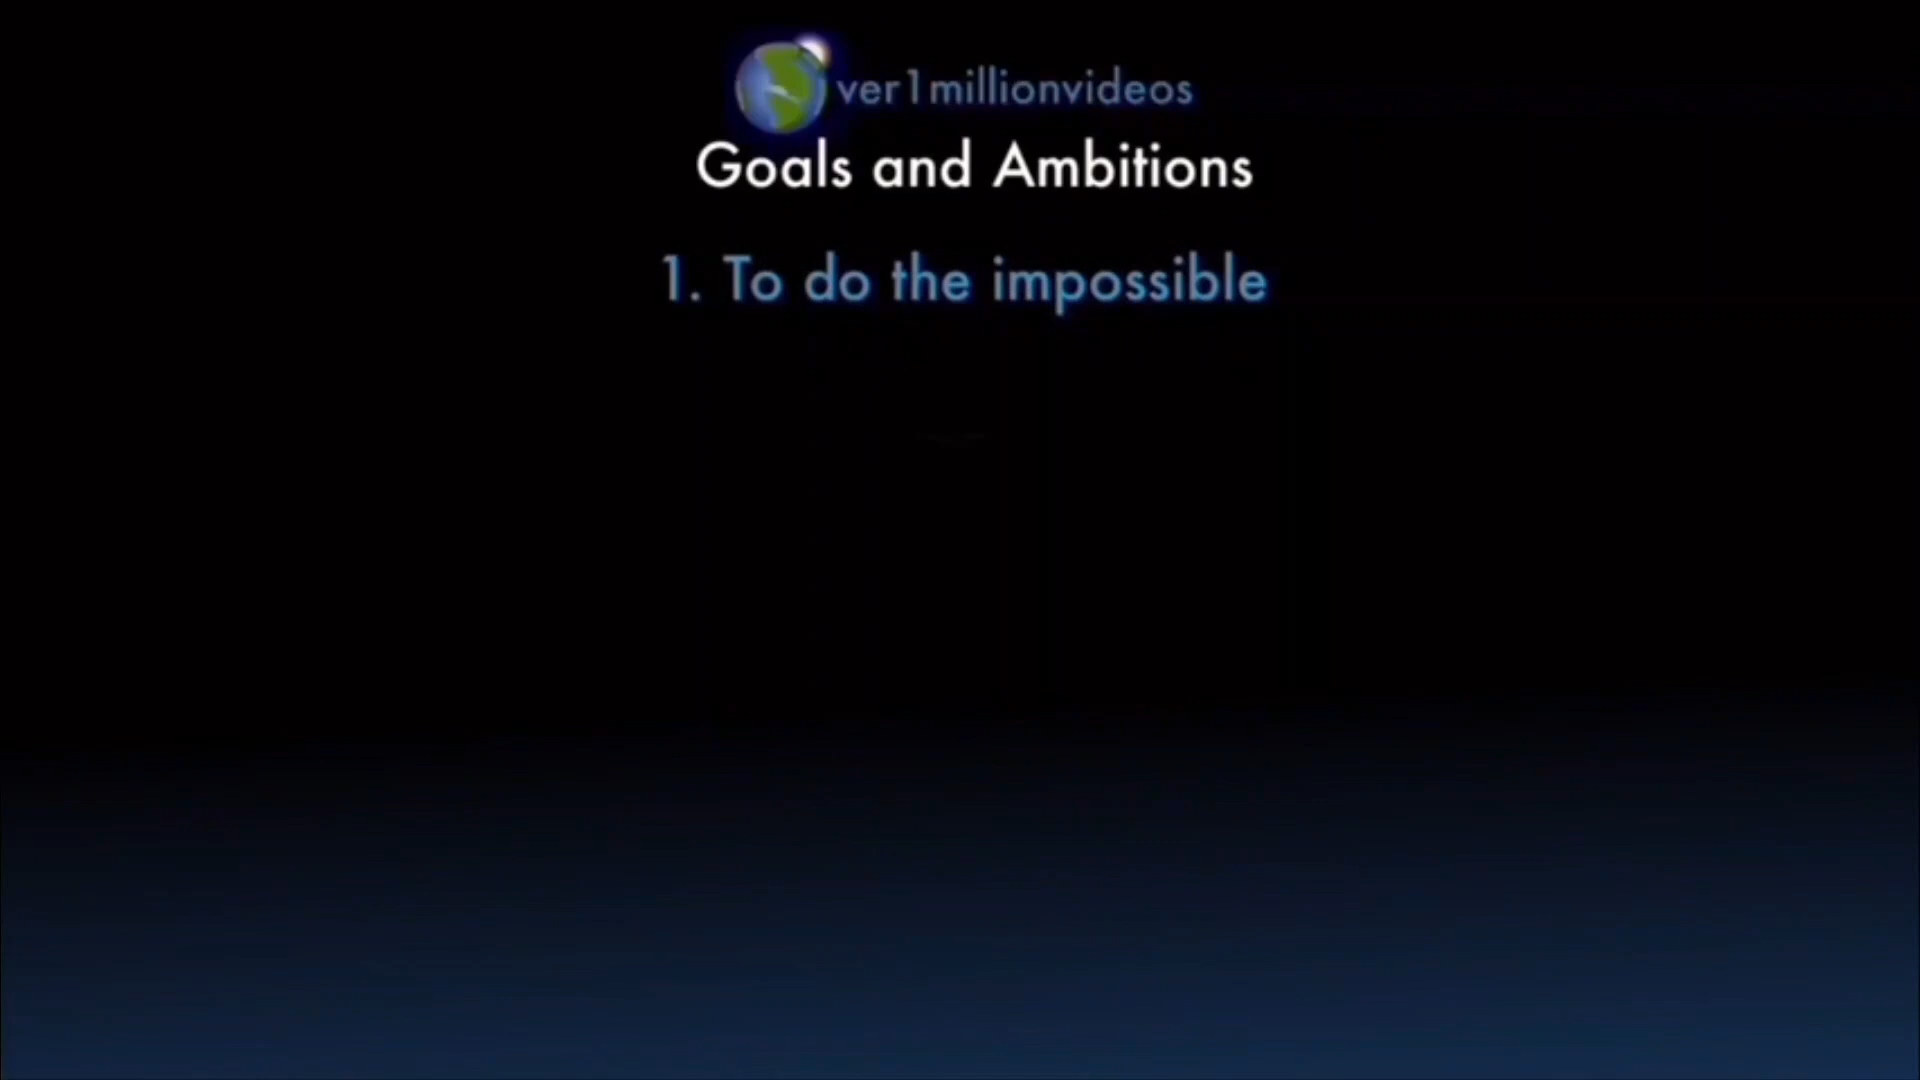 ver1millionvideos
Goals and Ambitions
1. To do the impossible